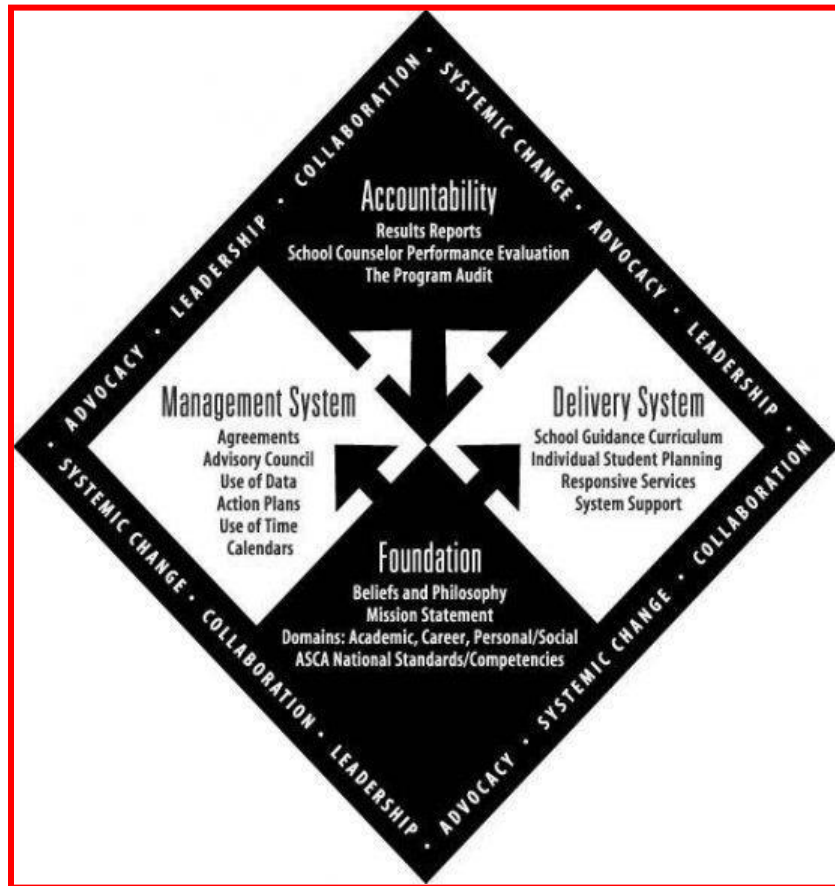 COLLABORATION • SYSTEMIC CHANGE • ADVOCACY • LEADERSHIP •
• ADVOCACY • LEADERSHIP •
Accountability
Results Reports
School Counselor Performance Evaluation
The Program Audit
Management System
Agreements
Advisory Council
Use of Data
Action Plans
Use of Time
Calendars
Delivery System
School Guidance Curriculum
Individual Student Planning
Responsive Services
System Support
Foundation
Beliefs and Philosophy
Mission Statement
Domains: Academic, Career, Personal/Social
ASCA National Standards/Competencies
• SYSTEMIC CHANGE • COLLABORATION • LEADERSHIP •
ADVOCACY • SYSTEMIC CHANGE • COLLABORATION